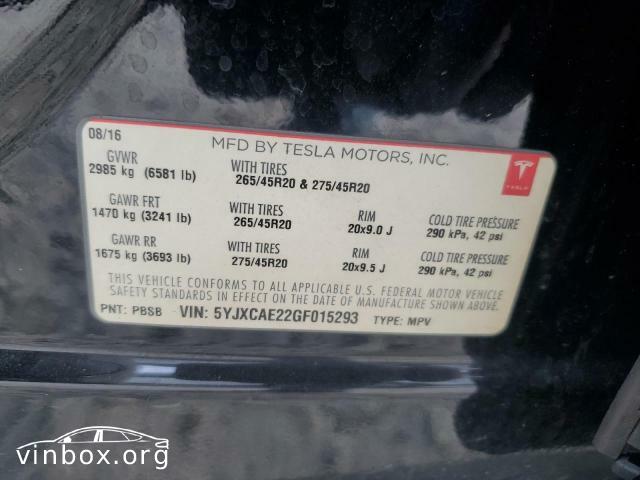 08/16
MFD BY TESLA MOTORS, INC.
GVWR
2985 kg (6581 lb)
WITH TIRES
265/45R20 & 275/45R20
TESLA
GAWR FRT
1470 kg (3241 lb)
WITH TIRES
265/45R20
RIM
20x9.0 J
COLD TIRE PRESSURE
290 kPa, 42 psi
GAWR RR
1675 kg (3693 lb)
WITH TIRES
275/45R20
RIM
20x9.5 J
COLD TIRE PRESSURE
290 kPa, 42 psi
THIS VEHICLE CONFORMS TO ALL APPLICABLE U.S. FEDERAL MOTOR VEHICLE
SAFETY STANDARDS IN EFFECT ON THE DATE OF MANUFACTURE SHOWN ABOVE.
PNT: PBSB VIN: 5YJXCAE22GF015293 TYPE: MPV
vinbox.org